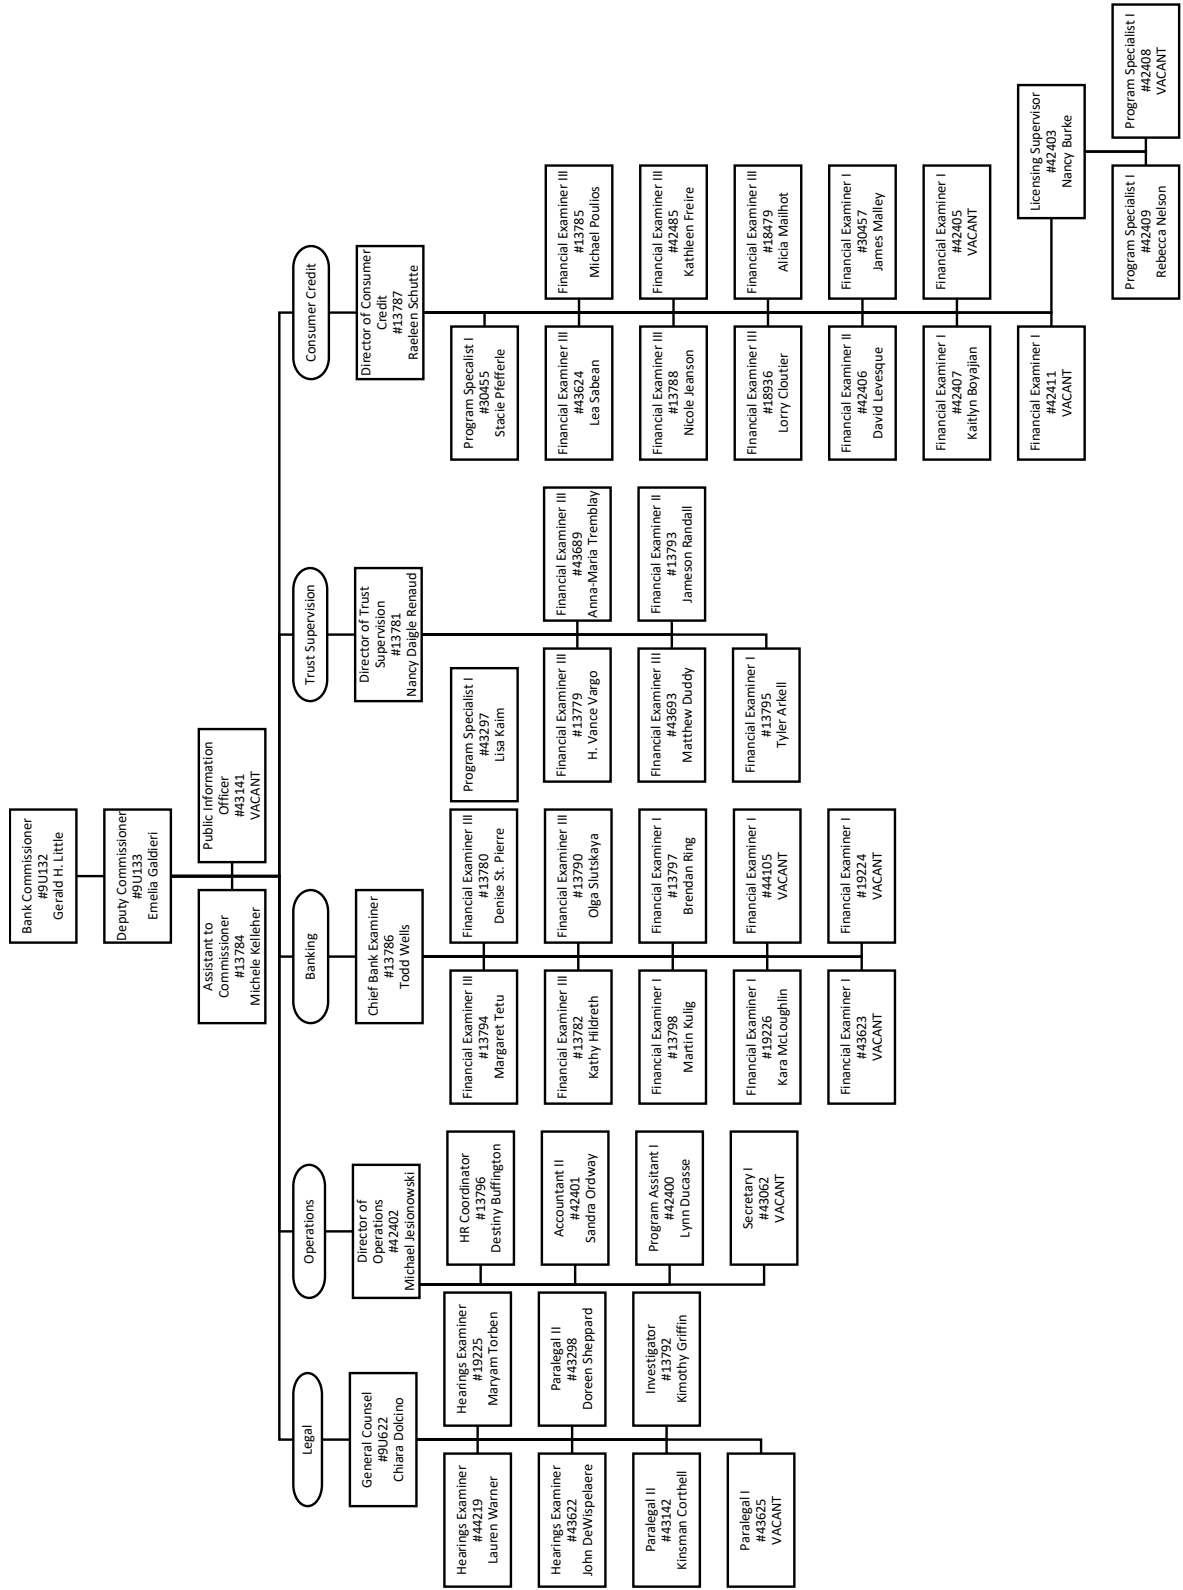 Bank Commissioner
#9U132
Gerald H. Little
Deputy Commissioner
#9U133
Emelia Galdieri
Assistant to
Commissioner
#13784
Michele Kelleher
Public Information
Officer
#43141
VACANT
Legal
General Counsel
#9U622
Chiara Dolcino
Hearings Examiner
#44219
Lauren Warner
Hearings Examiner
#19225
Maryam Torben
Hearings Examiner
#43622
John DeWispelaere
Paralegal II
#43298
Doreen Sheppard
Paralegal II
#43142
Kinsman Corthell
Investigator
#13792
Kimothy Griffin
Paralegal I
#43625
VACANT
Operations
Director of
Operations
#42402
Michael Jesionowski
HR Coordinator
#13796
Destiny Buffington
Accountant II
#42401
Sandra Ordway
Program Assitant I
#42400
Lynn Ducasse
Secretary I
#43062
VACANT
Banking
Chief Bank Examiner
#13786
Todd Wells
Financial Examiner III
#13794
Margaret Tetu
Financial Examiner III
#13780
Denise St. Pierre
Financial Examiner III
#13782
Kathy Hildreth
Financial Examiner III
#13790
Olga Slutskaya
Financial Examiner I
#13798
Martin Kulig
Financial Examiner I
#13797
Brendan Ring
FInancial Examiner I
#19226
Kara McLoughlin
Financial Examiner I
#44105
VACANT
Financial Examiner I
#43623
VACANT
Financial Examiner I
#19224
VACANT
Trust Supervision
Director of Trust
Supervision
#13781
Nancy Daigle Renaud
Program Specialist I
#43297
Lisa Kaim
Financial Examiner III
#13779
H. Vance Vargo
Financial Examiner III
#43689
Anna-Maria Tremblay
FInancial Examiner III
#43693
Matthew Duddy
Financial Examiner II
#13793
Jameson Randall
Financial Examiner I
#13795
Tyler Arkell
Consumer Credit
Director of Consumer
Credit
#13787
Raeleen Schutte
Program Specalist I
#30455
Stacie Pfefferle
Financial Examiner III
#43624
Lea Sabean
Financial Examiner III
#13785
Michael Poulios
Financial Examiner III
#13788
Nicole Jeanson
Financial Examiner III
#42485
Kathleen Freire
FInancial Examiner III
#18936
Lorry Cloutier
Financial Examiner III
#18479
Alicia Mailhot
Financial Examiner II
#42406
David Levesque
Financial Examiner I
#30457
James Malley
Financial Examiner I
#42407
Kaitlyn Boyajian
Financial Examiner I
#42405
VACANT
Financial Examiner I
#42411
VACANT
Licensing Supervisor
#42403
Nancy Burke
Program Specialist I
#42409
Rebecca Nelson
Program Specialist I
#42408
VACANT